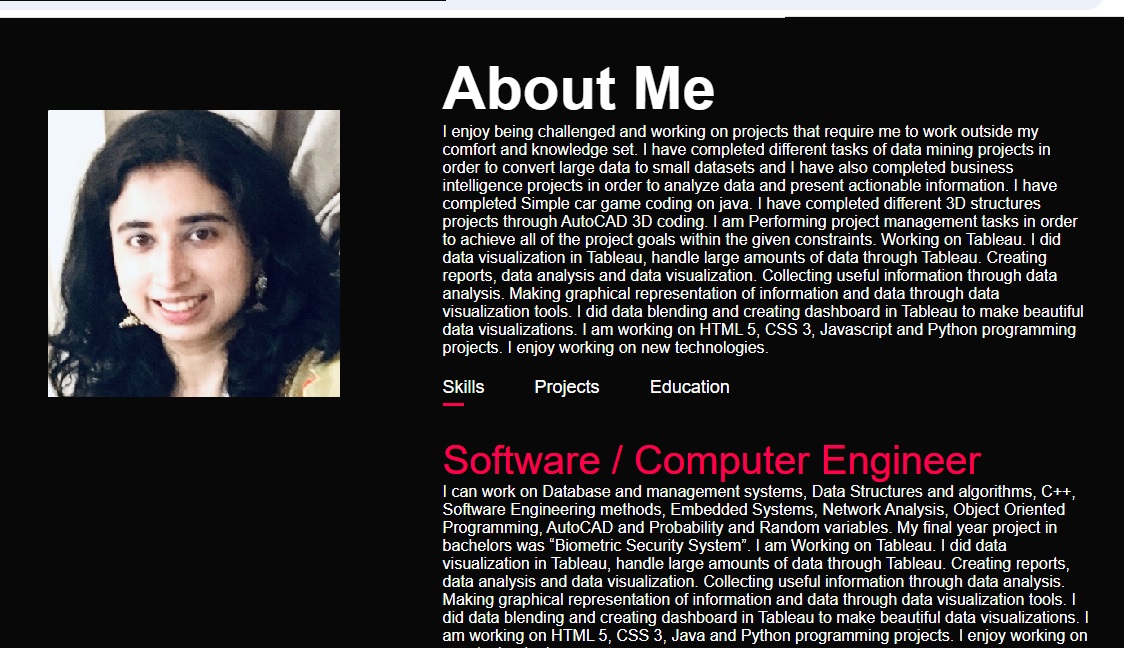 About Me
I enjoy being challenged and working on projects that require me to work outside my
comfort and knowledge set. I have completed different tasks of data mining projects in
order to convert large data to small datasets and I have also completed business
intelligence projects in order to analyze data and present actionable information. I have
completed Simple car game coding on java. I have completed different 3D structures
projects through AutoCAD 3D coding. I am Performing project management tasks in order
to achieve all of the project goals within the given constraints. Working on Tableau. I did
data visualization in Tableau, handle large amounts of data through Tableau. Creating
reports, data analysis and data visualization. Collecting useful information through data
analysis. Making graphical representation of information and data through data
visualization tools. I did data blending and creating dashboard in Tableau to make beautiful
data visualizations. I am working on HTML 5, CSS 3, Javascript and Python programming
projects. I enjoy working on new technologies.
Skills Projects Education
Software / Computer Engineer
I can work on Database and management systems, Data Structures and algorithms, C++,
Software Engineering methods, Embedded Systems, Network Analysis, Object Oriented
Programming, AutoCAD and Probability and Random variables. My final year project in
bachelors was “Biometric Security System”. I am Working on Tableau. I did data
visualization in Tableau, handle large amounts of data through Tableau. Creating reports,
data analysis and data visualization. Collecting useful information through data analysis.
Making graphical representation of information and data through data visualization tools. I
did data blending and creating dashboard in Tableau to make beautiful data visualizations. I
am working on HTML 5, CSS 3, Java and Python programming projects. I enjoy working on